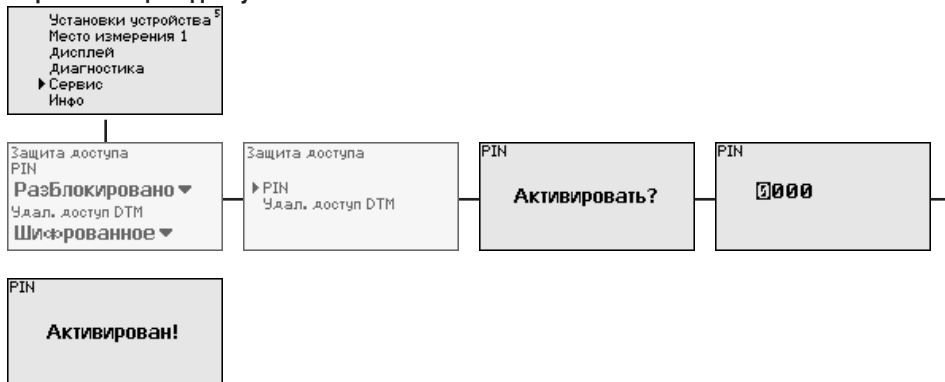 Установки устройства 5
Место измерения 1
Дисплей
Диагностика
Сервис
Инфо
Защита доступа
PIN
РазБлокировано
Удал. доступ DTM
Шифрованное
Защита доступа
PIN
Удал. доступ DTM
PIN
Активировать?
PIN
0000
PIN
Активирован!